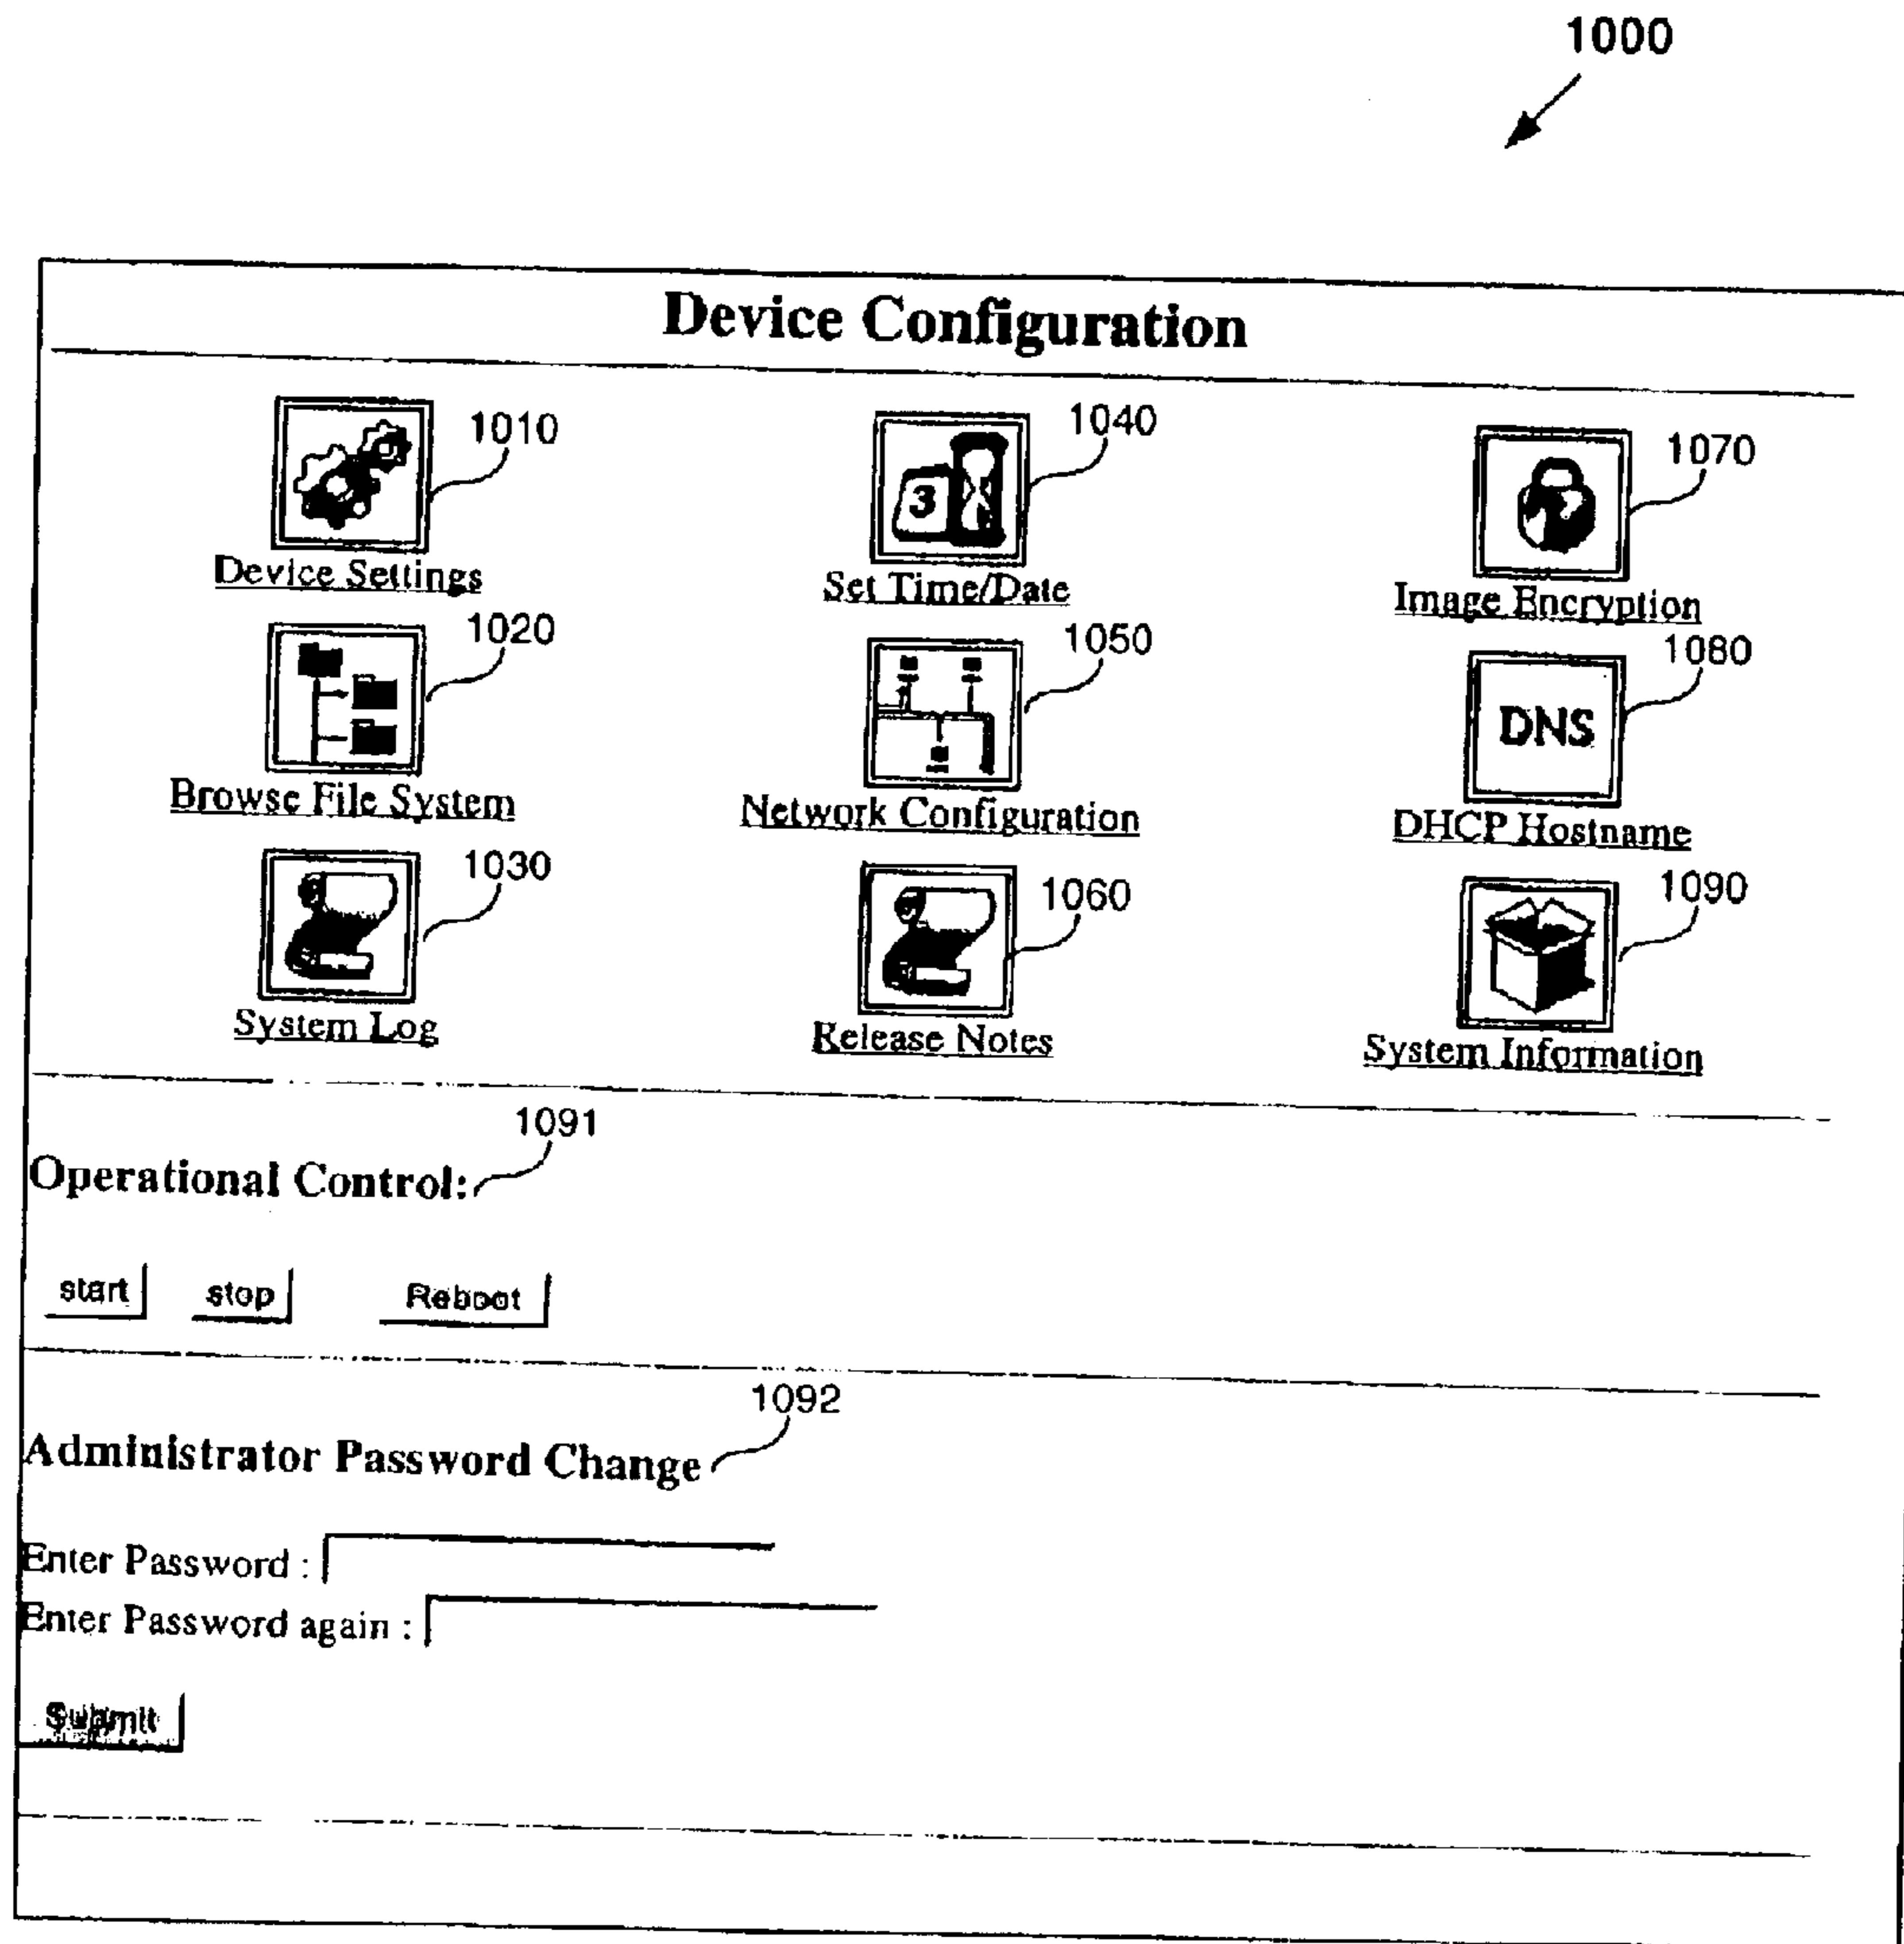 1000
Device Configuration
1010 1040 1070
3
Device Settings Set Time/Date Image Encryption
1020 1050 1080
DNS
Browse File System Network Configuration DHCP Hostname
1030 1060 1090
System Log Release Notes System Information
1091
Operational Control:
start stop Reboot
1092
Administrator Password Change
Enter Password :
Enter Password again :
Submit